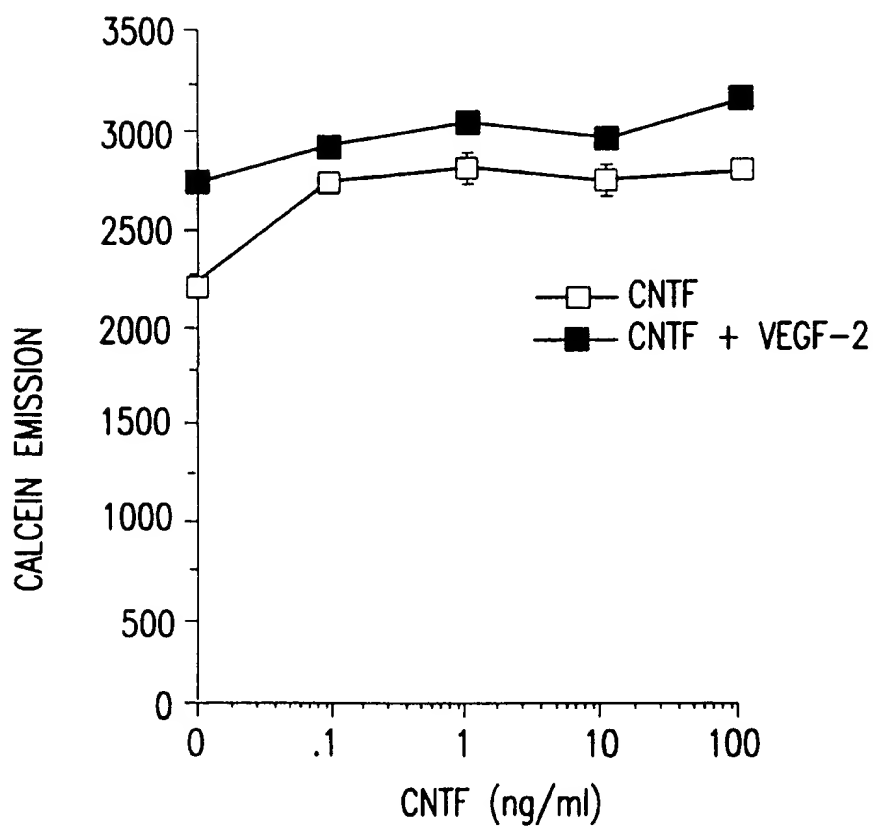 3500
3000
2500
2000
1500
1000
500
0
CALCEIN EMISSION
CNTF
CNTF + VEGF-2
0 .1 1 10 100
CNTF (ng/ml)